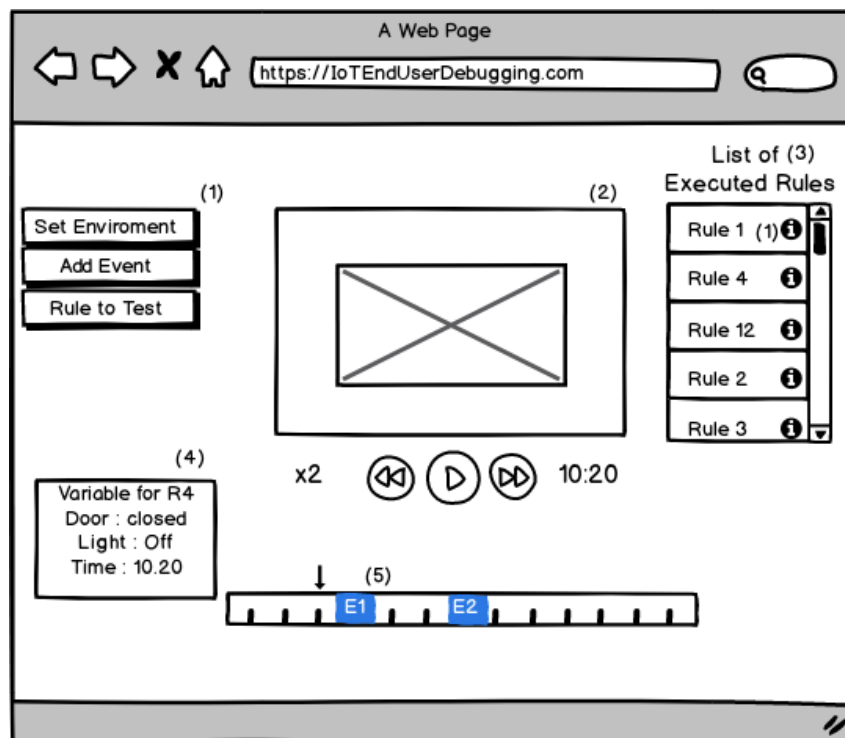 A Web Page
https://IoTEndUserDebugging.com
List of (3)
Executed Rules
(1)
Set Enviroment
Add Event
Rule to Test
(2)
Rule 1 (1)
Rule 4
Rule 12
Rule 2
Rule 3
x2
10:20
(4)
Variable for R4
Door : closed
Light : Off
Time : 10.20
(5)
E1
E2